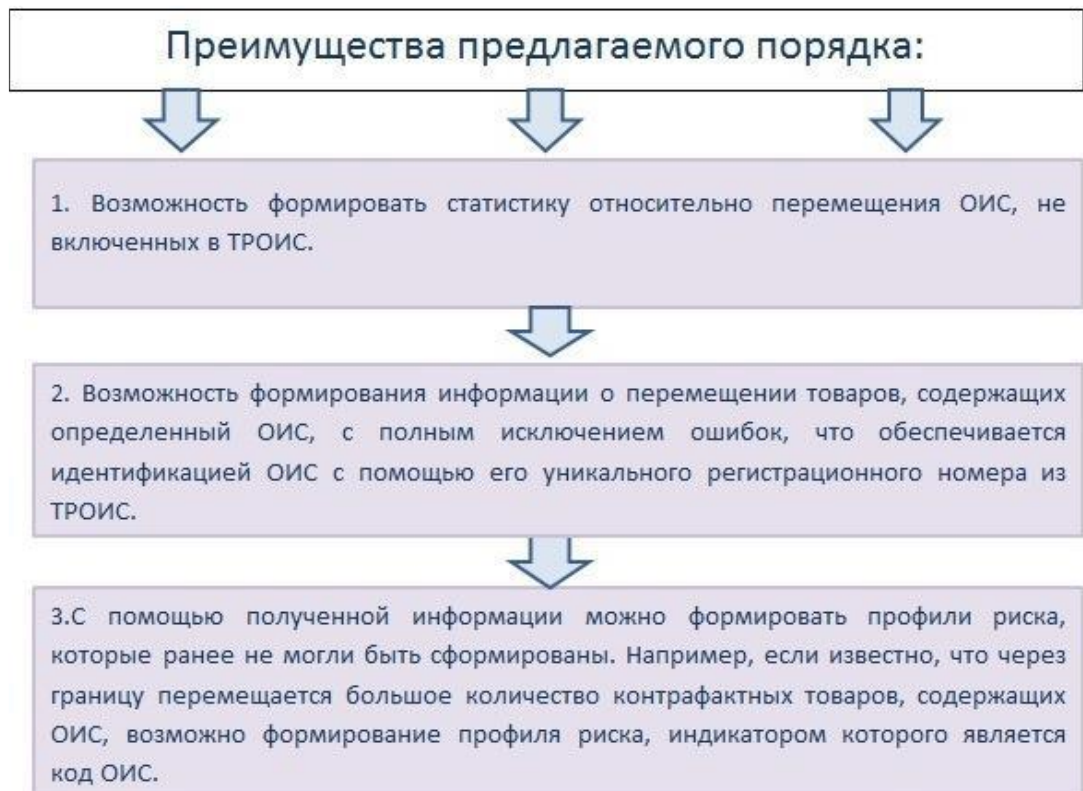 Преимущества предлагаемого порядка:
1. Возможность формировать статистику относительно перемещения ОИС, не
включенных в ТРОИС.
2. Возможность формирования информации о перемещении товаров, содержащих
определенный ОИС, с полным исключением ошибок, что обеспечивается
идентификацией ОИС с помощью его уникального регистрационного номера из
ТРОИС.
3.С помощью полученной информации можно формировать профили риска,
которые ранее не могли быть сформированы. Например, если известно, что через
границу перемещается большое количество контрафактных товаров, содержащих
ОИС, возможно формирование профиля риска, индикатором которого является
код ОИС.